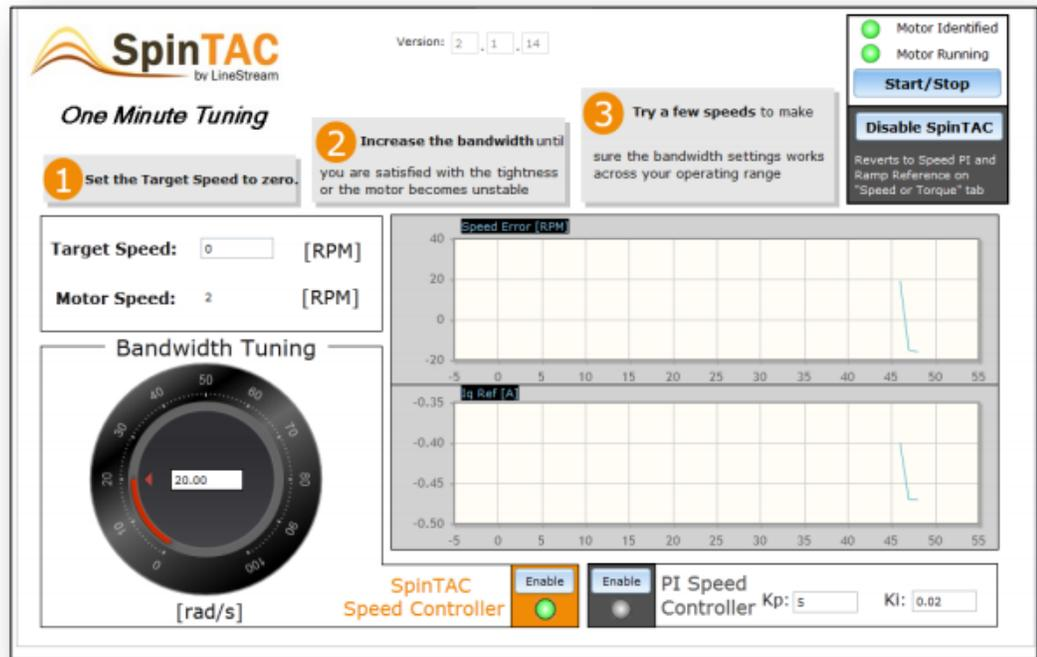 SpinTAC
by LineStream
Version: 2 . 1 . 14
Motor Identified
Motor Running
Start/Stop
One Minute Tuning
1 Set the Target Speed to zero.
2 Increase the bandwidth until
you are satisfied with the tightness
or the motor becomes unstable
3 Try a few speeds to make
sure the bandwidth settings works
across your operating range
Disable SpinTAC
Reverts to Speed PI and
Ramp Reference on
"Speed or Torque" tab
Target Speed: 0 [RPM]
Motor Speed: 2 [RPM]
Speed Error [RPM]
40
20
0
-20
-5 0 5 10 15 20 25 30 35 40 45 50 55
Iq Ref [A]
-0.35
-0.40
-0.45
-0.50
-5 0 5 10 15 20 25 30 35 40 45 50 55
Bandwidth Tuning
0 10 20 30 40 50 60 70 80 90 100
20.00
[rad/s]
SpinTAC
Speed Controller
Enable
Enable
PI Speed
Controller
Kp: 5
Ki: 0.02